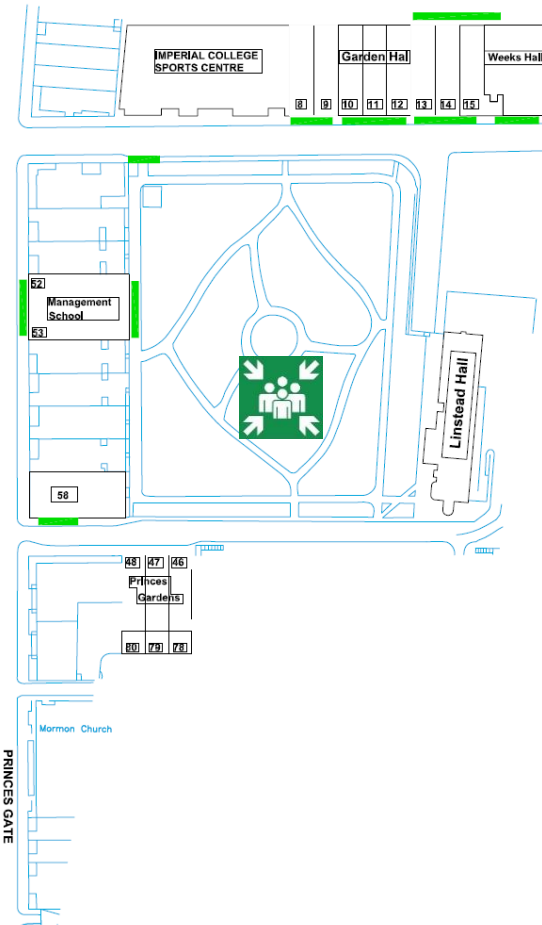 IMPERIAL COLLEGE
SPORTS CENTRE
Garden Hal
Weeks Hall
8 9 10 11 12 13 14 15
52
Management
School
53
Linstead Hall
58
48 47 46
Princes
Gardens
80 79 78
Mormon Church
PRINCES GATE